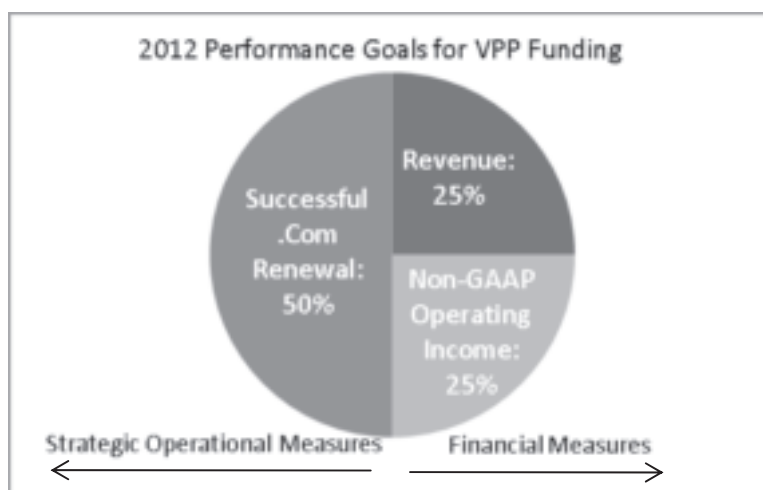 2012 Performance Goals for VPP Funding
Successful
.Com
Renewal:
50%
Revenue:
25%
Non-GAAP
Operating
Income:
25%
Strategic Operational Measures
Financial Measures